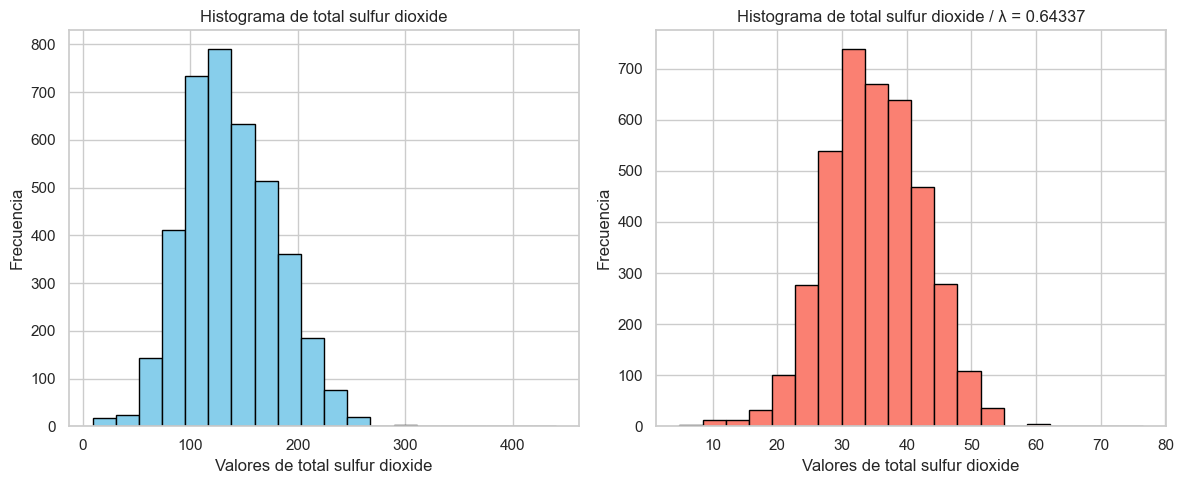 Histograma de total sulfur dioxide
800
700
600
500
400
300
200
100
0
Frecuencia
0 100 200 300 400
Valores de total sulfur dioxide
Histograma de total sulfur dioxide / λ = 0.64337
700
600
500
400
300
200
100
0
Frecuencia
10 20 30 40 50 60 70 80
Valores de total sulfur dioxide